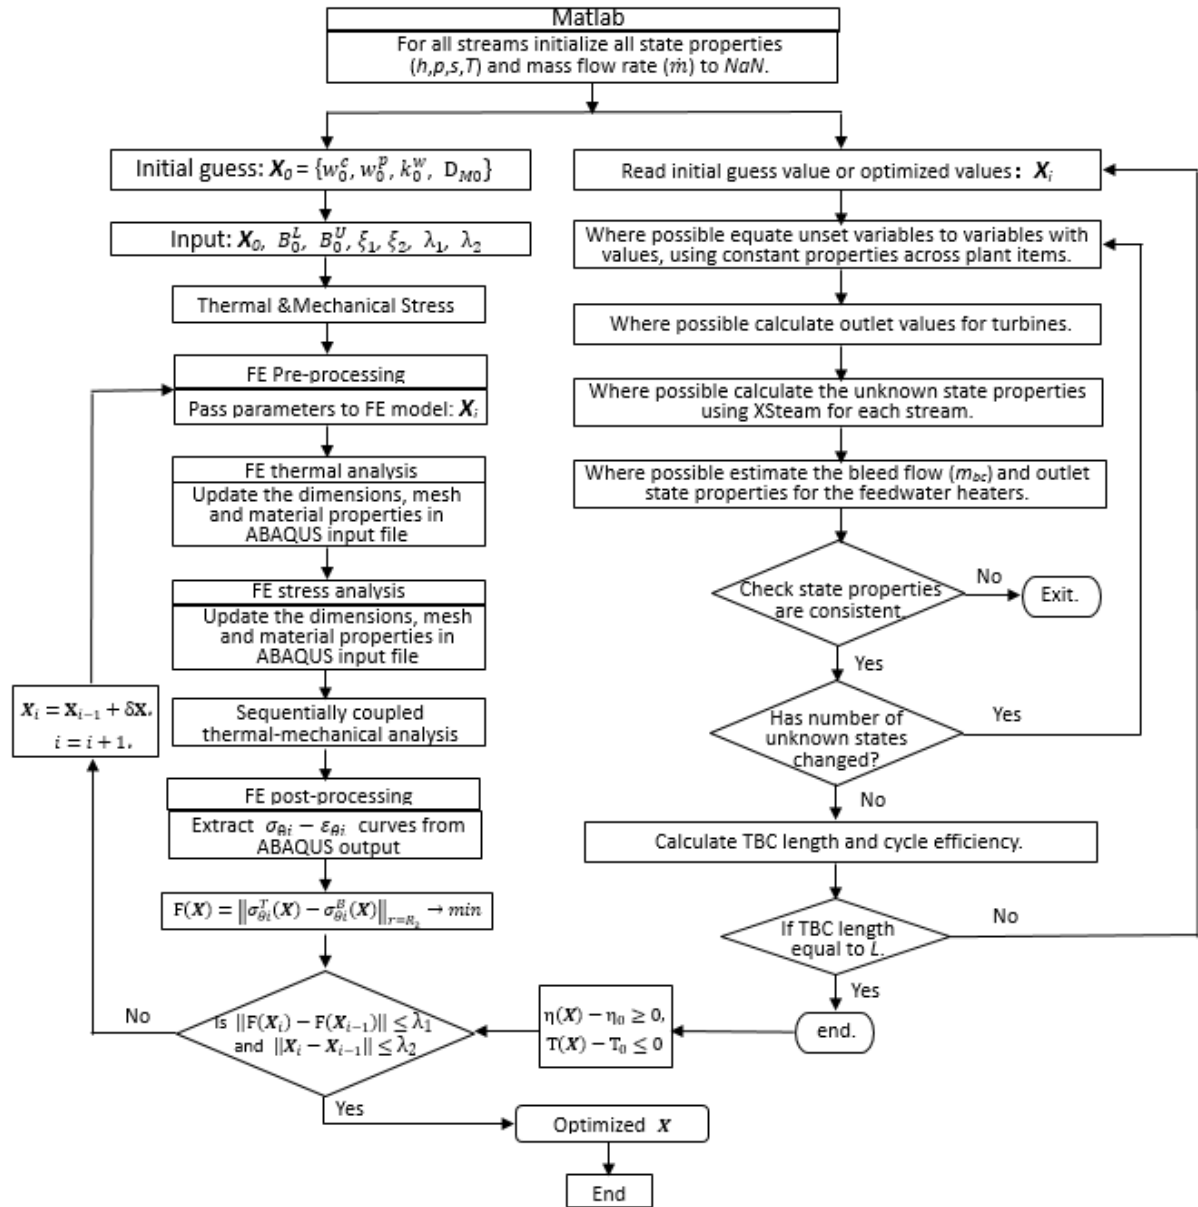 Matlab
For all streams initialize all state properties
(h,p,s,T) and mass flow rate (ṁ) to NaN.
Initial guess: X₀ = {w₀ᶜ, w₀ᵖ, k₀ʷ, D_M0}
Input: X₀, B₀ᴸ, B₀ᵁ, ξ₁, ξ₂, λ₁, λ₂
Thermal &Mechanical Stress
FE Pre-processing
Pass parameters to FE model: Xᵢ
FE thermal analysis
Update the dimensions, mesh
and material properties in
ABAQUS input file
FE stress analysis
Update the dimensions, mesh
and material properties in
ABAQUS input file
Sequentially coupled
thermal-mechanical analysis
FE post-processing
Extract σ_θi − ε_θi curves from
ABAQUS output
F(X) = ‖σ_θi^T(X) − σ_θi^B(X)‖_r=R₂ → min
Is ||F(Xᵢ) − F(Xᵢ₋₁)|| ≤ λ₁
and ||Xᵢ − Xᵢ₋₁|| ≤ λ₂
No
Xᵢ = Xᵢ₋₁ + δX,
i = i + 1,
Yes
Optimized X
End
Read initial guess value or optimized values: Xᵢ
Where possible equate unset variables to variables with
values, using constant properties across plant items.
Where possible calculate outlet values for turbines.
Where possible calculate the unknown state properties
using XSteam for each stream.
Where possible estimate the bleed flow (m_bc) and outlet
state properties for the feedwater heaters.
Check state properties
are consistent.
No
Exit.
Yes
Has number of
unknown states
changed?
Yes
No
Calculate TBC length and cycle efficiency.
If TBC length
equal to L.
No
Yes
end.
η(X) − η₀ ≥ 0,
T(X) − T₀ ≤ 0